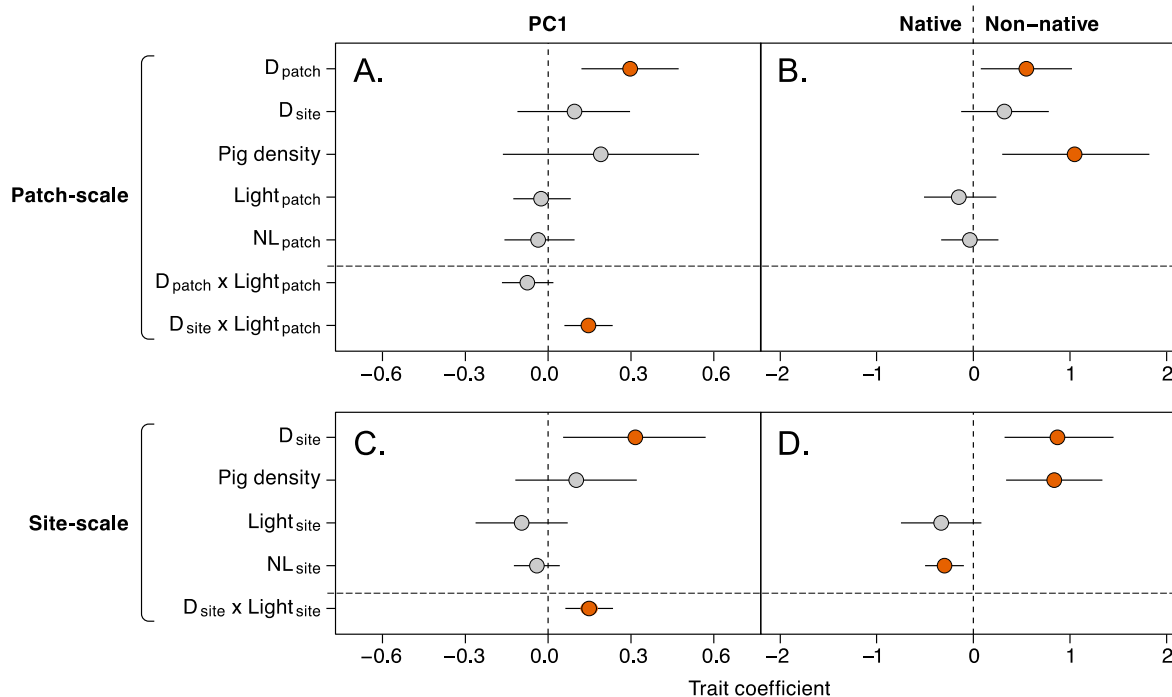 PC1 Native Non−native
A. B.
D patch
D site
Pig density
Patch-scale
Light patch
NL patch
D patch x Light patch
D site x Light patch
−0.6 −0.3 0.0 0.3 0.6 −2 −1 0 1 2
C. D.
D site
Pig density
Site-scale
Light site
NL site
D site x Light site
−0.6 −0.3 0.0 0.3 0.6 −2 −1 0 1 2
Trait coefficient